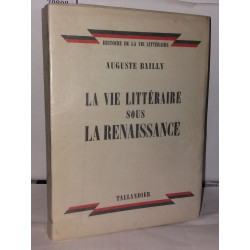 HISTOIRE DE LA VIE LITTÉRAIRE
AUGUSTE BAILLY
LA VIE LITTÉRAIRE
SOUS
LA RENAISSANCE
TALLANDIER